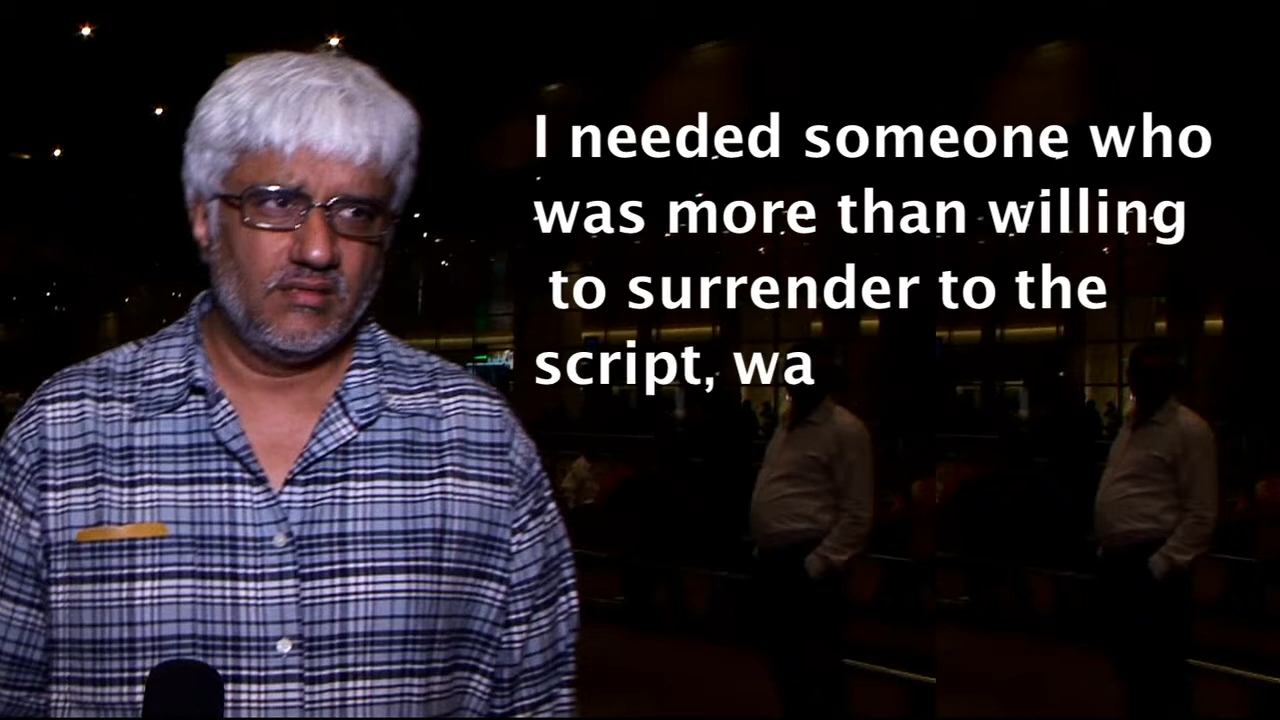 I needed someone who
was more than willing
to surrender to the
script, wa